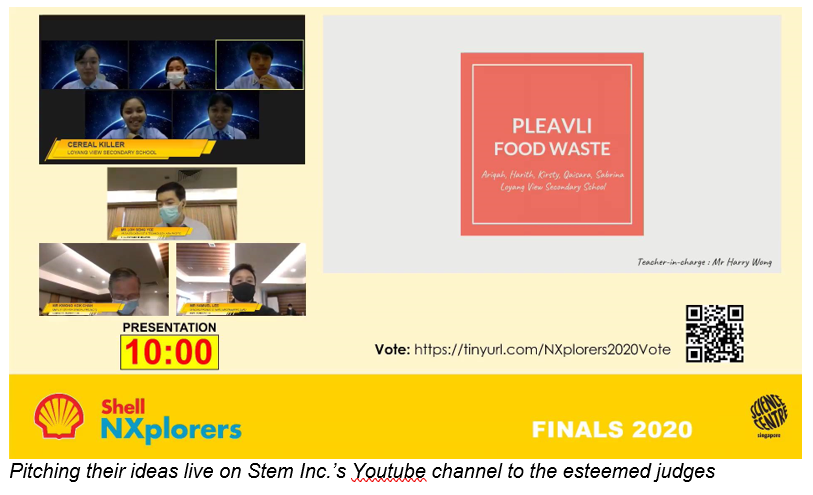 CEREAL KILLER
LOYANG VIEW SECONDARY SCHOOL
PLEAVLI
FOOD WASTE
Ariqah, Harith, Kirsty, Qaisara, Sabrina
Loyang View Secondary School
Teacher-in-charge : Mr Harry Wong
PRESENTATION
10:00
Vote: https://tinyurl.com/NXplorers2020Vote
Shell
NXplorers
FINALS 2020
SCIENCE
CENTRE
singapore
Pitching their ideas live on Stem Inc.'s Youtube channel to the esteemed judges